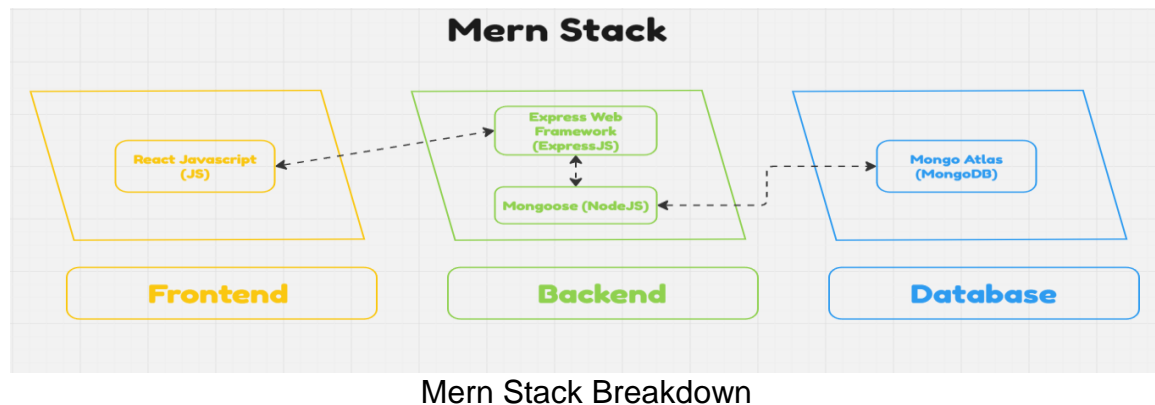 Mern Stack
React Javascript
(JS)
Express Web
Framework
(ExpressJS)
Mongoose (NodeJS)
Mongo Atlas
(MongoDB)
Frontend
Backend
Database
Mern Stack Breakdown